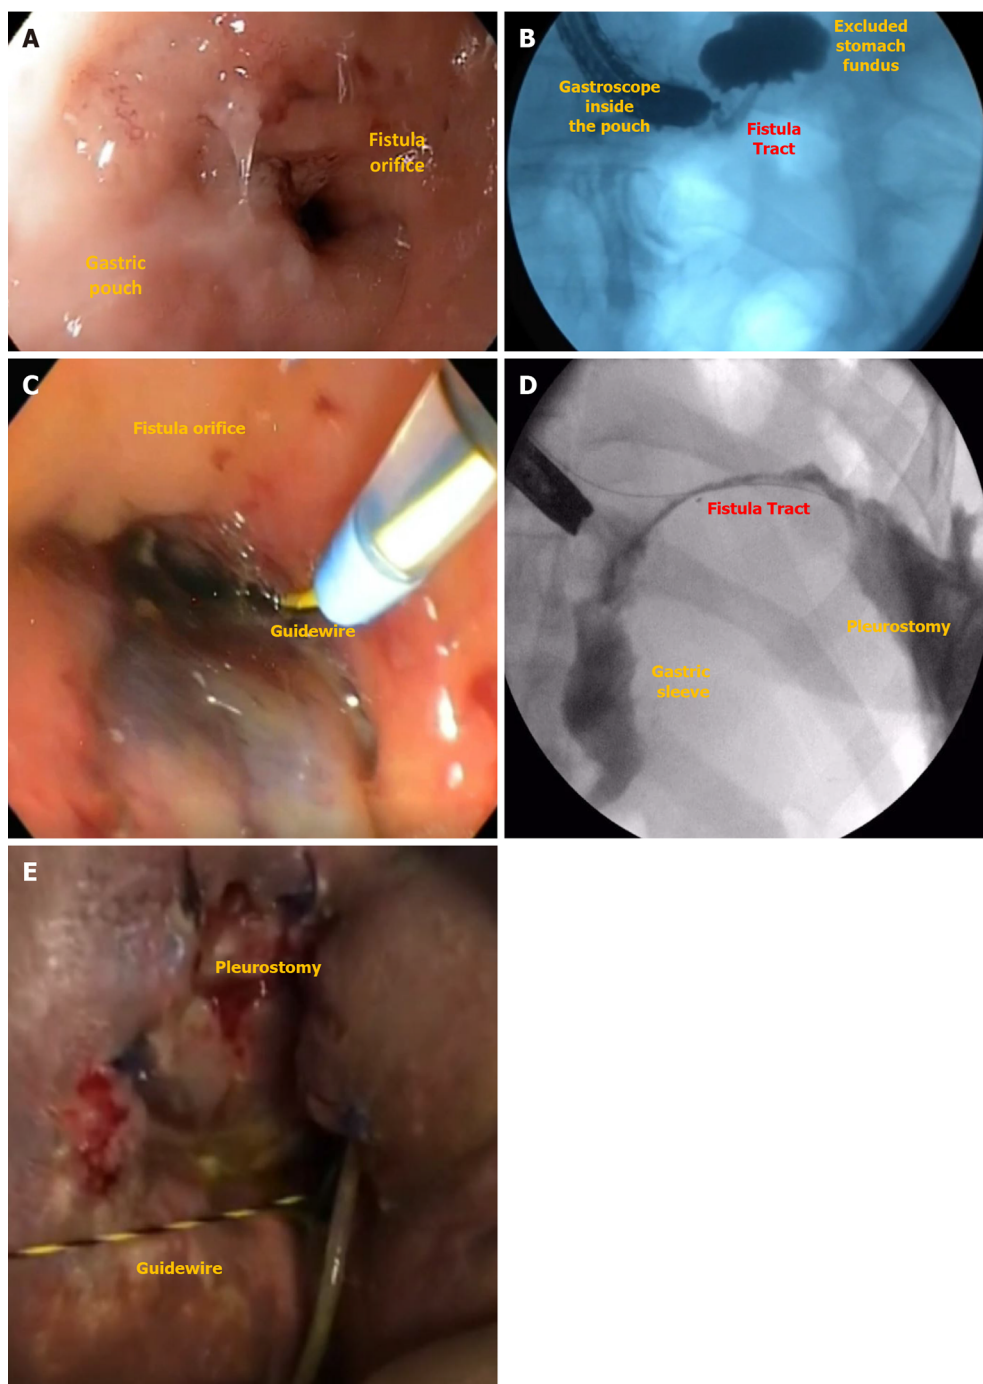 A
Fistula
orifice
Gastric
pouch
B
Excluded
stomach
fundus
Gastroscope
inside
the pouch
Fistula
Tract
C
Fistula orifice
Guidewire
D
Fistula Tract
Pleurostomy
Gastric
sleeve
E
Pleurostomy
Guidewire